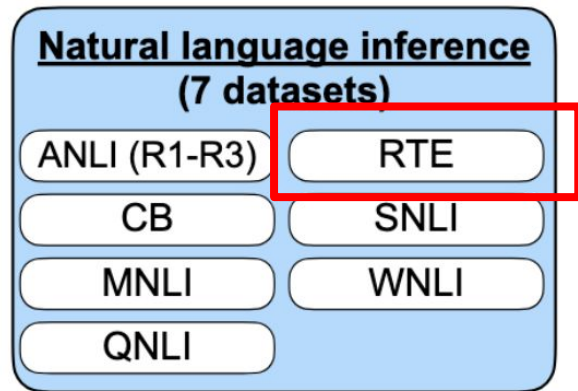 Natural language inference
(7 datasets)
ANLI (R1-R3) RTE
CB SNLI
MNLI WNLI
QNLI